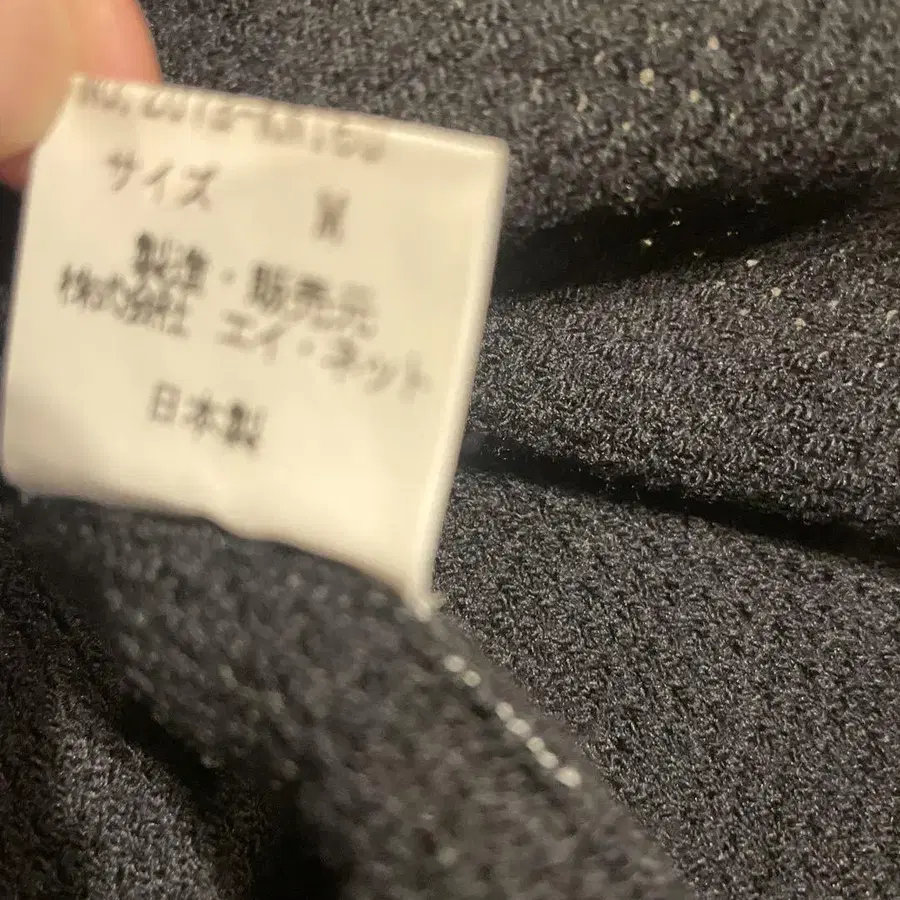 サイズ M
製造・販売元
株式会社 エイ・ネット
日本製